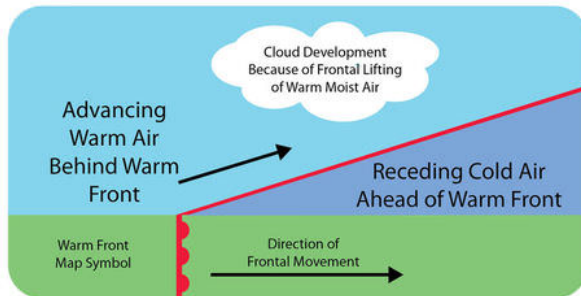 Cloud Development
Because of Frontal Lifting
of Warm Moist Air
Advancing
Warm Air
Behind Warm
Front
Receding Cold Air
Ahead of Warm Front
Warm Front
Map Symbol
Direction of
Frontal Movement